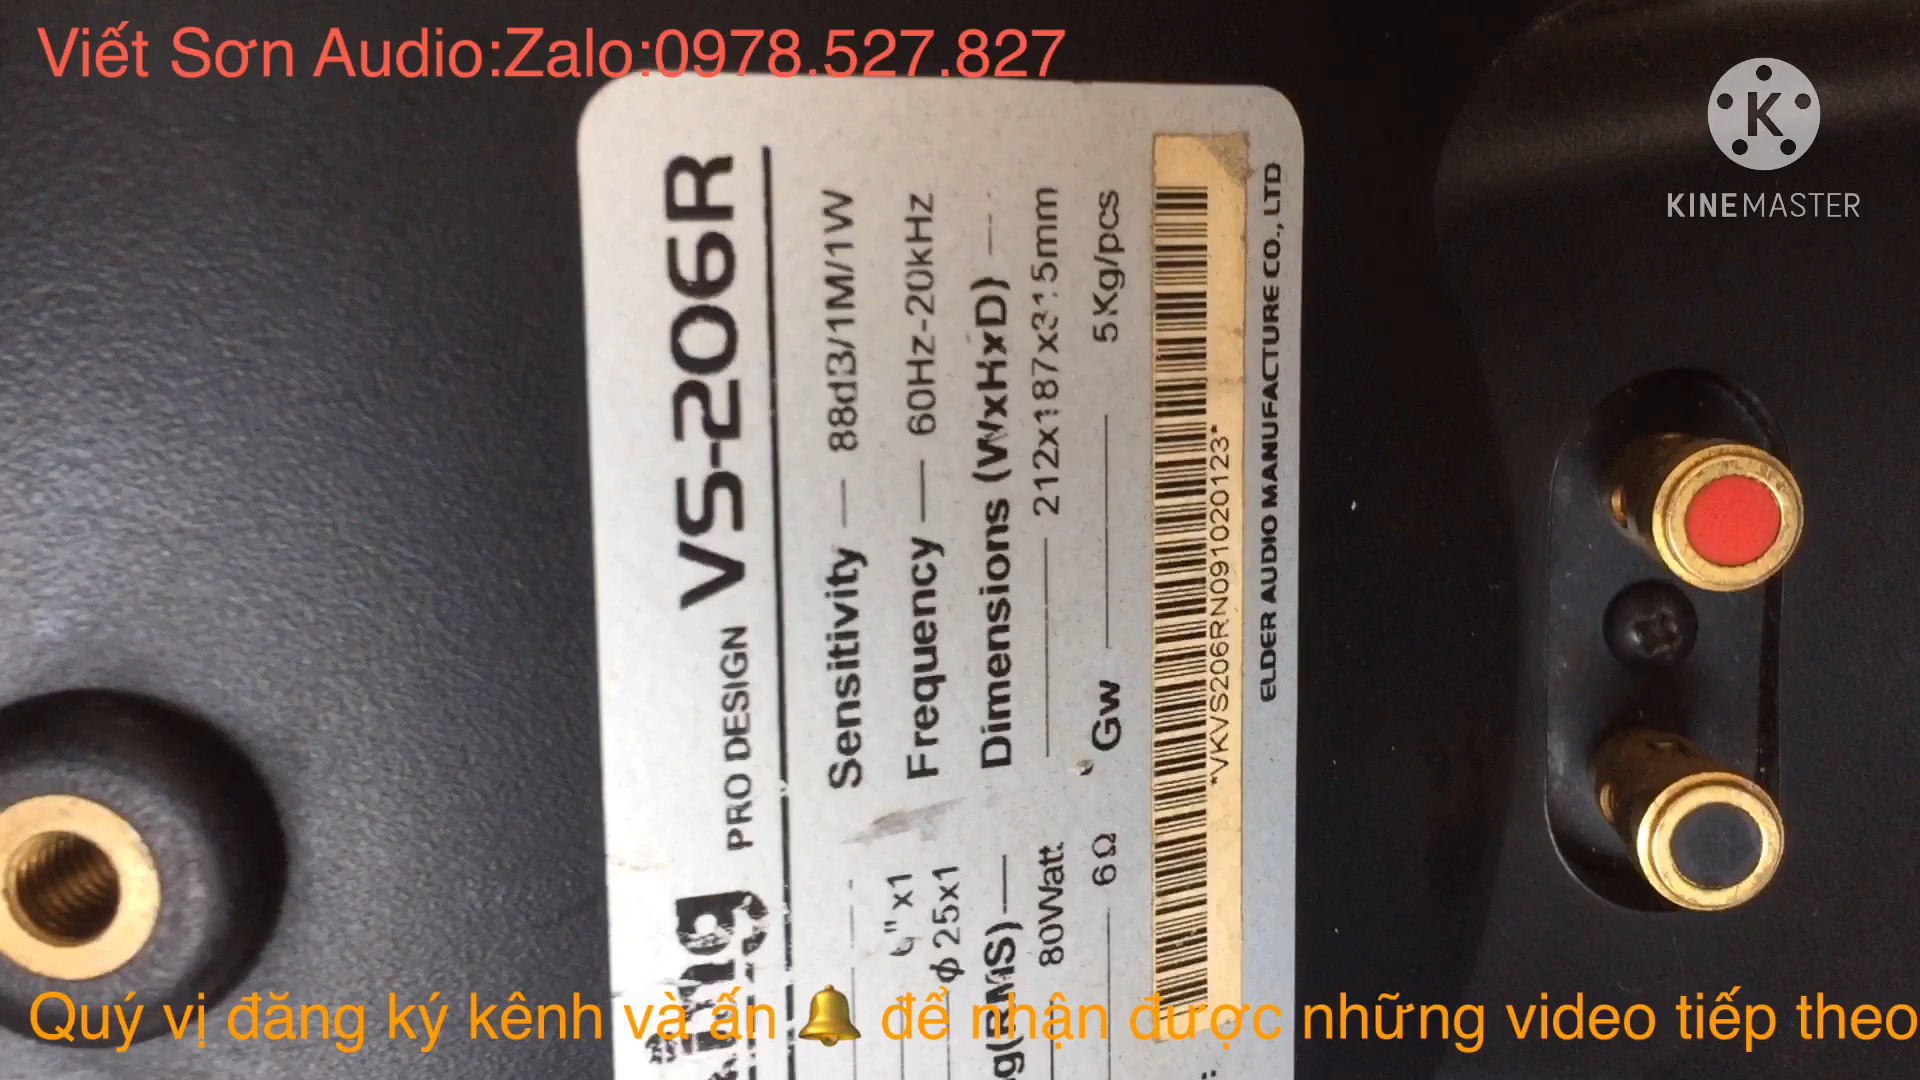 Viết Sơn Audio:Zalo:0978.527.827
KINEMASTER
PRO DESIGN VS-206R
Sensitivity 88dB/1M/1W
Frequency 60Hz-20kHz
Dimensions (WxHxD)
212x187x315mm
Gw 5Kg/pcs
"x1
ϕ25x1
(RMS)
80Watt
6Ω
*VKVS206RN091020123*
ELDER AUDIO MANUFACTURE CO., LTD
Quý vị đăng ký kênh và ấn 🔔 để nhận được những video tiếp theo